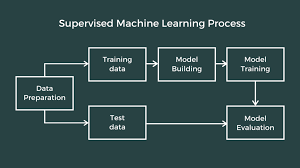 Supervised Machine Learning Process
Training
data
Model
Building
Model
Training
Data
Preparation
Test
data
Model
Evaluation